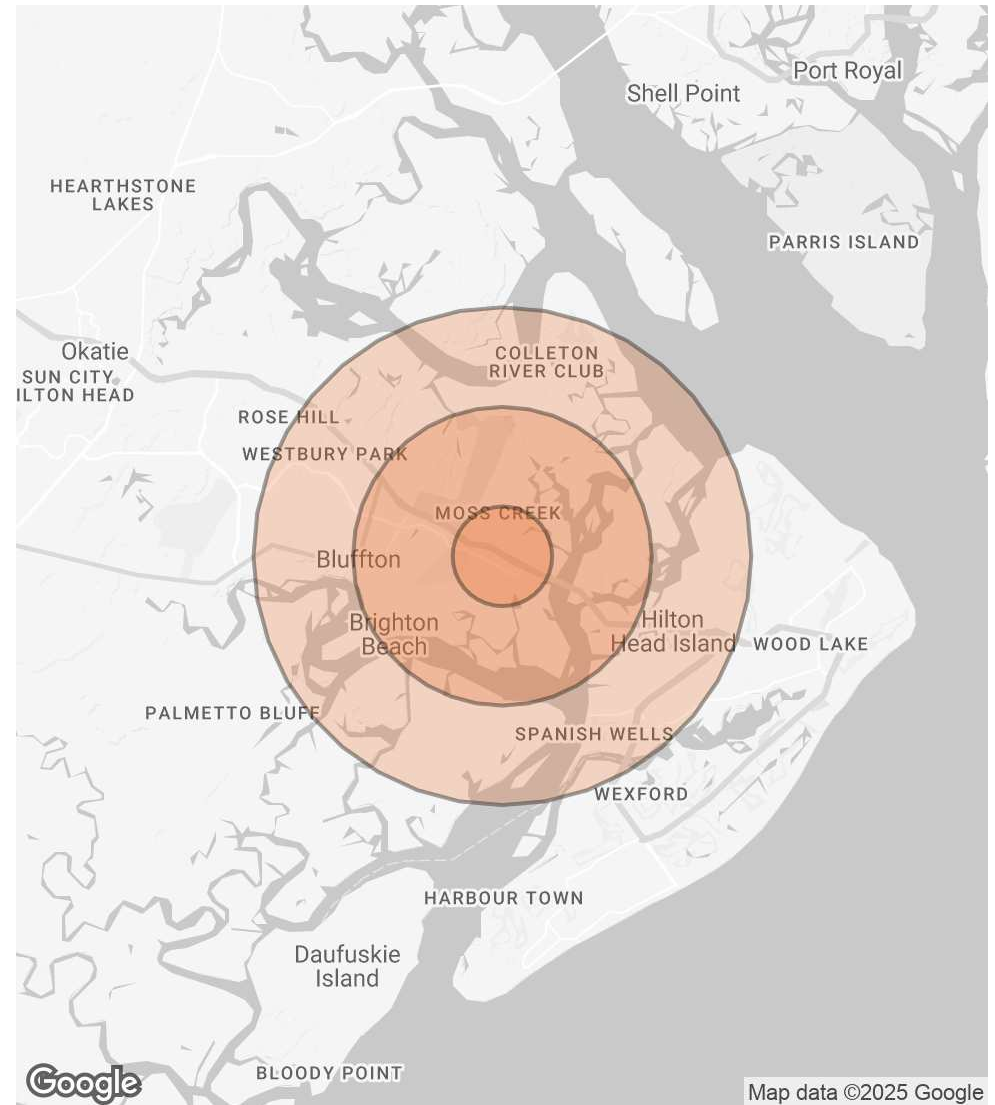 Port Royal
Shell Point
HEARTHSTONE
LAKES
PARRIS ISLAND
Okatie
SUN CITY
ILTON HEAD
COLLETON
RIVER CLUB
ROSE HILL
WESTBURY PARK
MOSS CREEK
Bluffton
Brighton
Beach
Hilton
Head Island
WOOD LAKE
PALMETTO BLUFF
SPANISH WELLS
WEXFORD
HARBOUR TOWN
Daufuskie
Island
BLOODY POINT
Google
Map data ©2025 Google